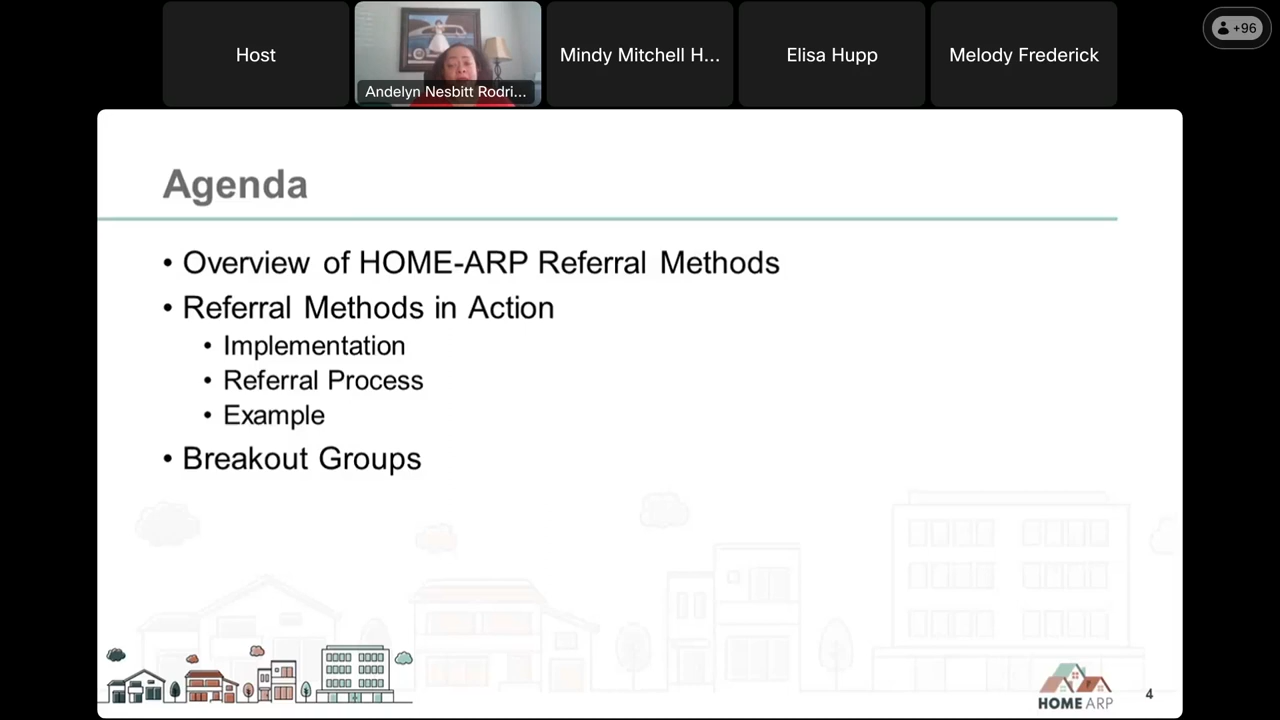 Host
Andelyn Nesbitt Rodri...
Mindy Mitchell H...
Elisa Hupp
Melody Frederick
+96
Agenda
• Overview of HOME-ARP Referral Methods
• Referral Methods in Action
• Implementation
• Referral Process
• Example
• Breakout Groups
HOME ARP
4